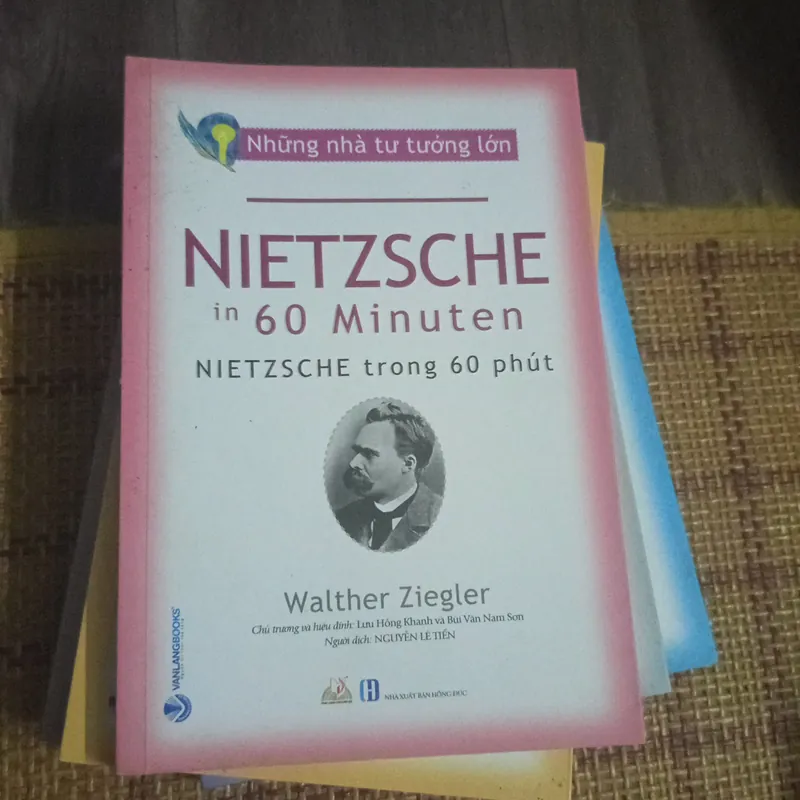 Những nhà tư tưởng lớn
NIETZSCHE
in 60 Minuten
NIETZSCHE trong 60 phút
Walther Ziegler
Chủ trương và hiệu đính: Lưu Hồng Khanh và Bùi Văn Nam Sơn
Người dịch: NGUYỄN LÊ TIẾN
VANLANGBOOKS
NHÀ XUẤT BẢN HỒNG ĐỨC